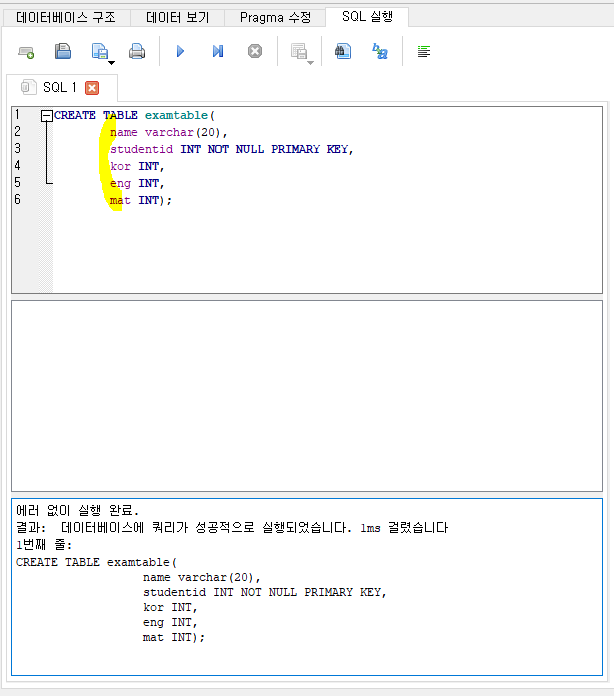 데이터베이스 구조 데이터 보기 Pragma 수정 SQL 실행
SQL 1
1 CREATE TABLE examtable(
2 name varchar(20),
3 studentid INT NOT NULL PRIMARY KEY,
4 kor INT,
5 eng INT,
6 mat INT);
에러 없이 실행 완료.
결과: 데이터베이스에 쿼리가 성공적으로 실행되었습니다. 1ms 걸렸습니다
1번째 줄:
CREATE TABLE examtable(
name varchar(20),
studentid INT NOT NULL PRIMARY KEY,
kor INT,
eng INT,
mat INT);